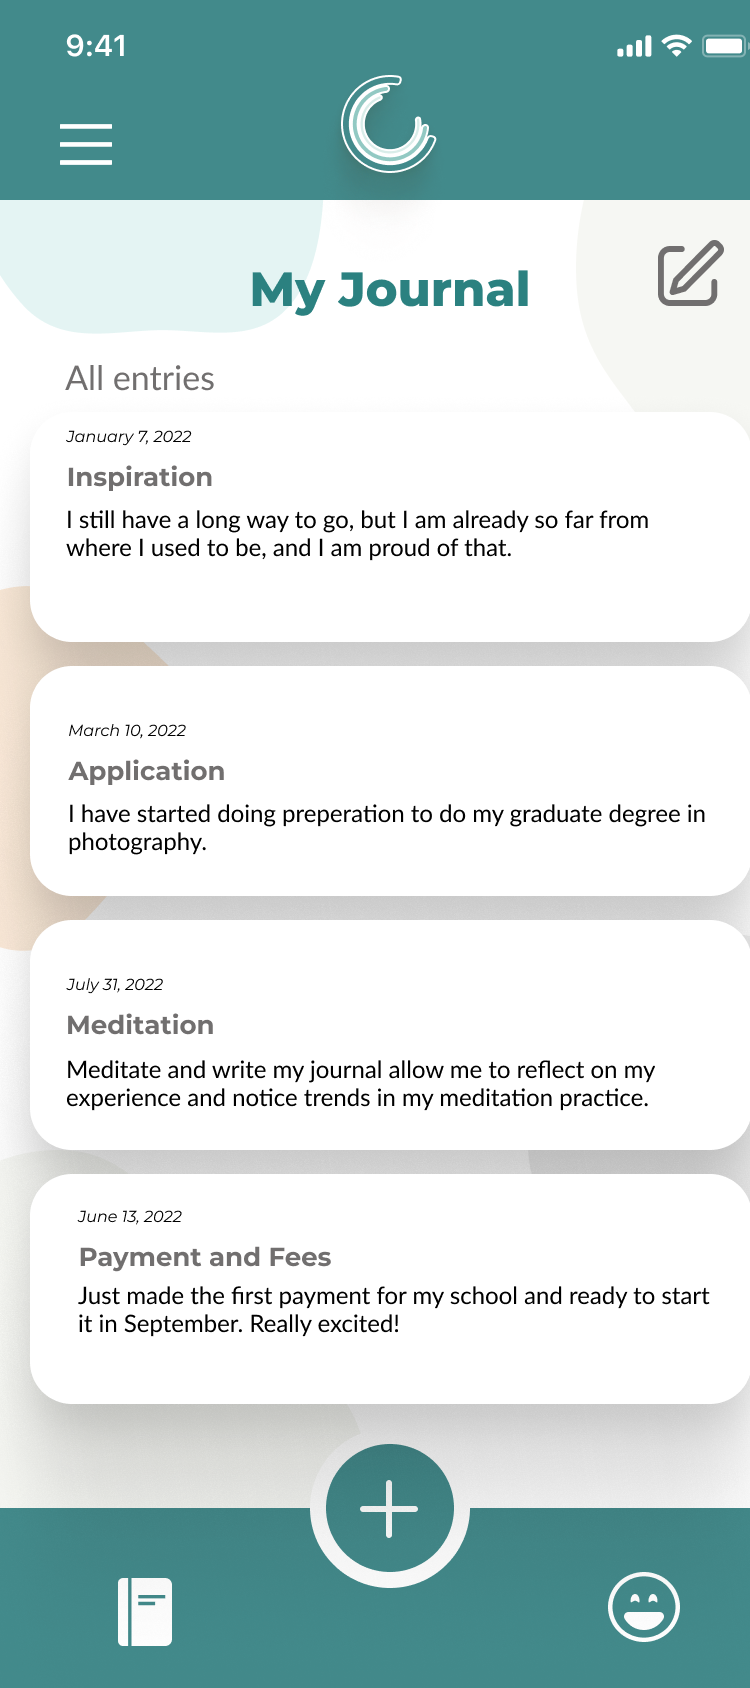 9:41
My Journal
All entries
January 7, 2022
Inspiration
I still have a long way to go, but I am already so far from
where I used to be, and I am proud of that.
March 10, 2022
Application
I have started doing preperation to do my graduate degree in
photography.
July 31, 2022
Meditation
Meditate and write my journal allow me to reflect on my
experience and notice trends in my meditation practice.
June 13, 2022
Payment and Fees
Just made the first payment for my school and ready to start
it in September. Really excited!